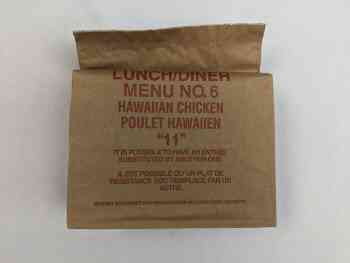 LUNCH/DINER
MENU NO. 6
HAWAIIAN CHICKEN
POULET HAWAIIEN
"11"
IT IS POSSIBLE TO HAVE AN ENTREE
SUBSTITUTED BY ANOTHER ONE.
IL EST POSSIBLE QU'UN PLAT DE
RESISTANCE SOIT REMPLACE PAR UN
AUTRE.